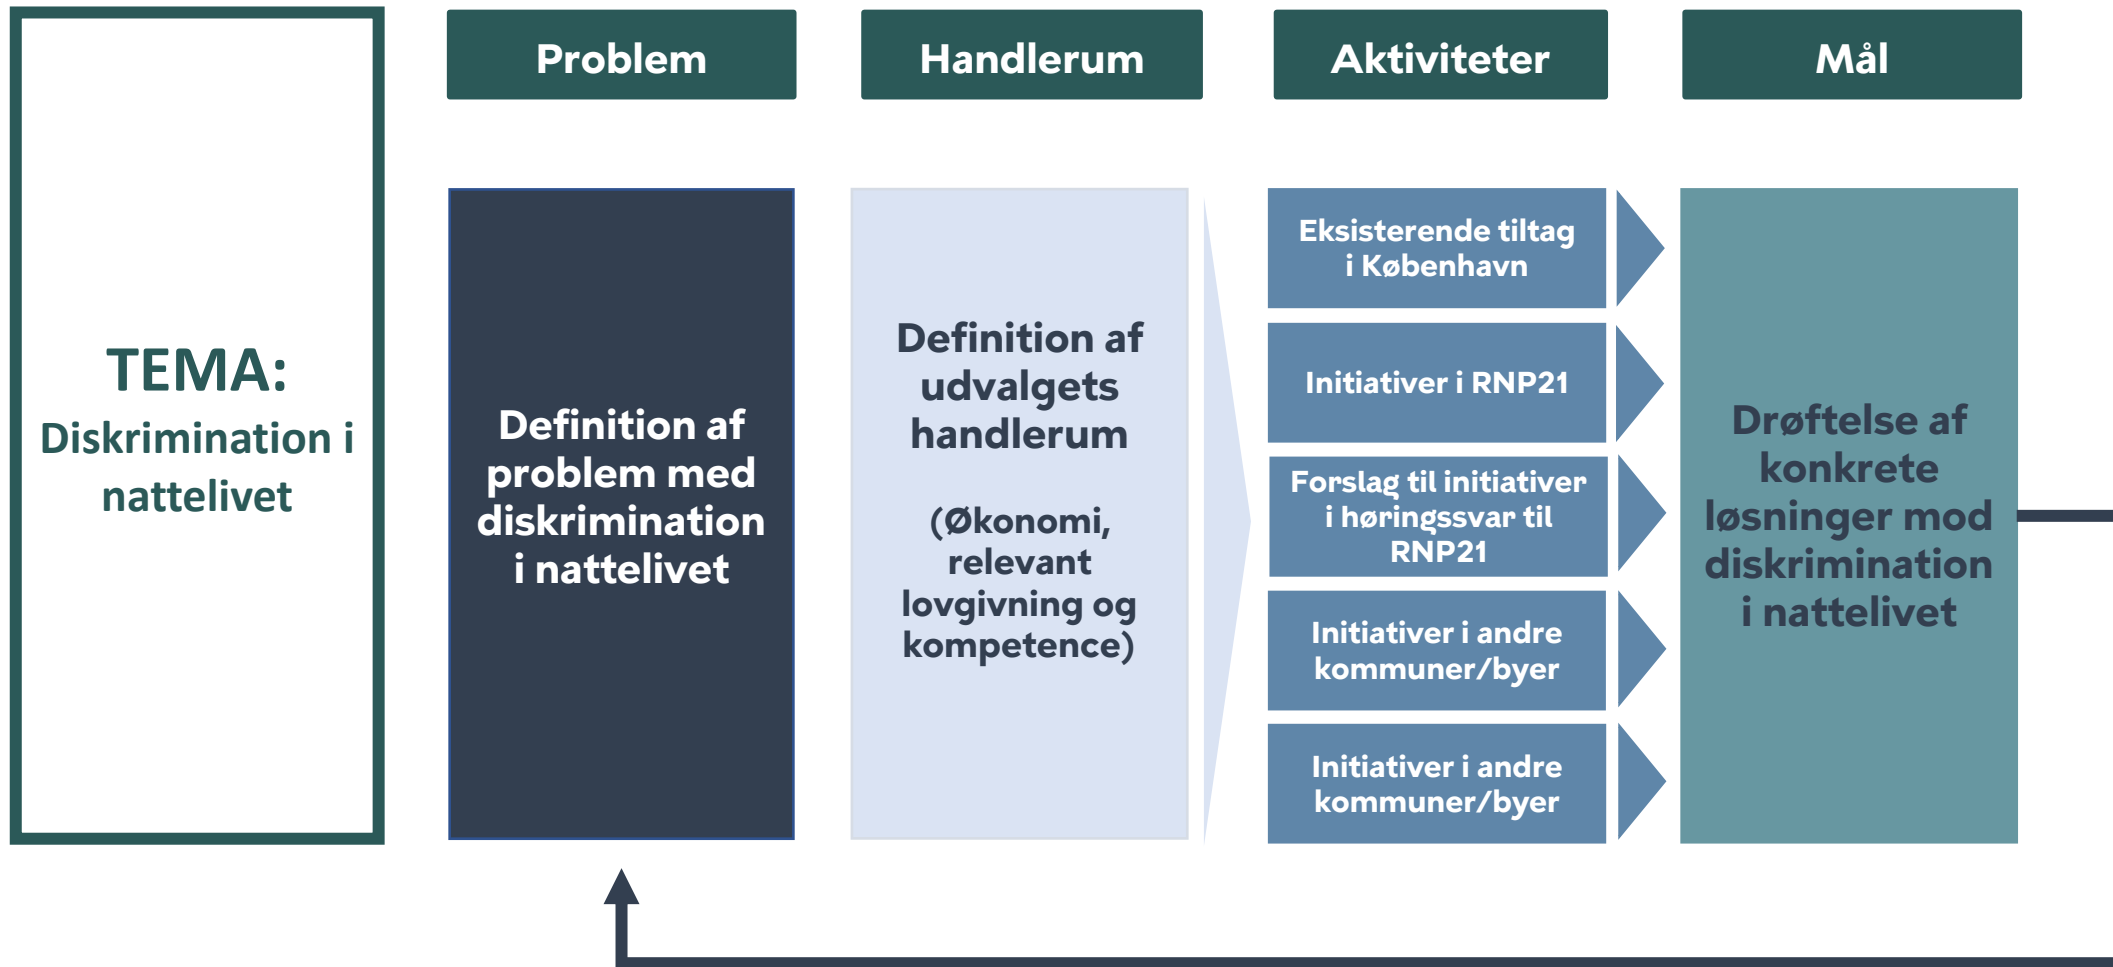 TEMA:
Diskrimination i
nattelivet
Problem
Definition af
problem med
diskrimination
i nattelivet
Handlerum
Definition af
udvalgets
handlerum
(Økonomi,
relevant
lovgivning og
kompetence)
Aktiviteter
Eksisterende tiltag
i København
Initiativer i RNP21
Forslag til initiativer
i høringssvar til
RNP21
Initiativer i andre
kommuner/byer
Initiativer i andre
kommuner/byer
Mål
Drøftelse af
konkrete
løsninger mod
diskrimination
i nattelivet